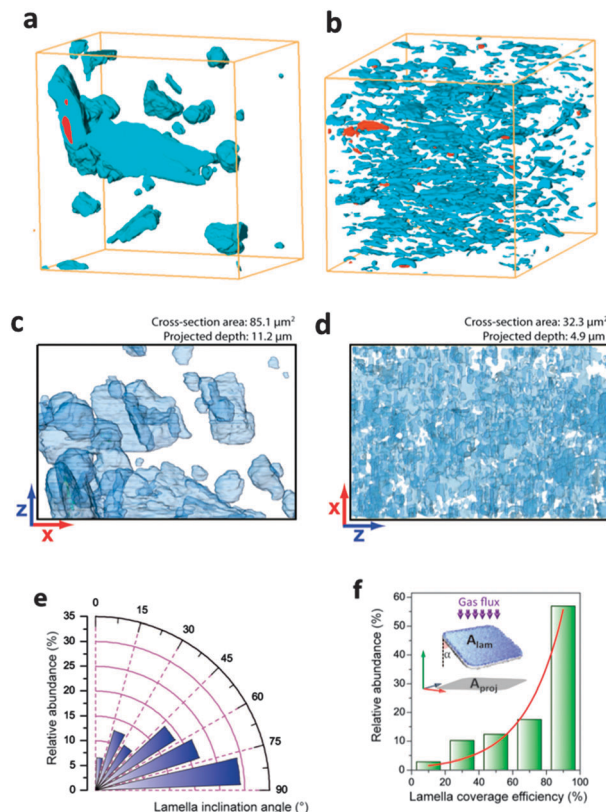 a
b
c
Cross-section area: 85.1 µm²
Projected depth: 11.2 µm
z
x
d
Cross-section area: 32.3 µm²
Projected depth: 4.9 µm
x
z
e
Relative abundance (%)
35
30
25
20
15
10
5
0
0
15
30
45
60
75
90
Lamella inclination angle (°)
f
Relative abundance (%)
60
50
40
30
20
10
0
Gas flux
A lam
α
A proj
0
20
40
60
80
100
Lamella coverage efficiency (%)